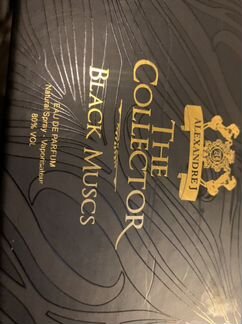 ALEXANDRE.J
THE
COLLECTOR
BLACK MUSCS
EAU DE PARFUM
Natural Spray - Vaporisateur
80% VOL